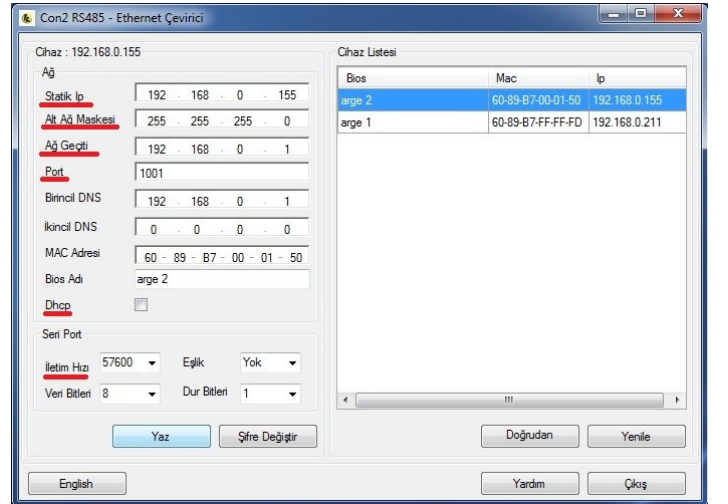 Con2 RS485 - Ethernet Çevirici
Cihaz : 192.168.0.155
Ağ
Statik Ip 192 . 168 . 0 . 155
Alt Ağ Maskesi 255 . 255 . 255 . 0
Ağ Geçiti 192 . 168 . 0 . 1
Port 1001
Birincil DNS 192 . 168 . 0 . 1
İkincil DNS 0 . 0 . 0 . 0
MAC Adresi 60 - 89 - B7 - 00 - 01 - 50
Bios Adı arge 2
Dhcp
Seri Port
İletim Hızı 57600 Eşlik Yok
Veri Bitleri 8 Dur Bitleri 1
Yaz Şifre Değiştir
English
Cihaz Listesi
Bios Mac Ip
arge 2 60-89-B7-00-01-50 192.168.0.155
arge 1 60-89-B7-FF-FF-FD 192.168.0.211
Doğrudan Yenile
Yardım Çıkış